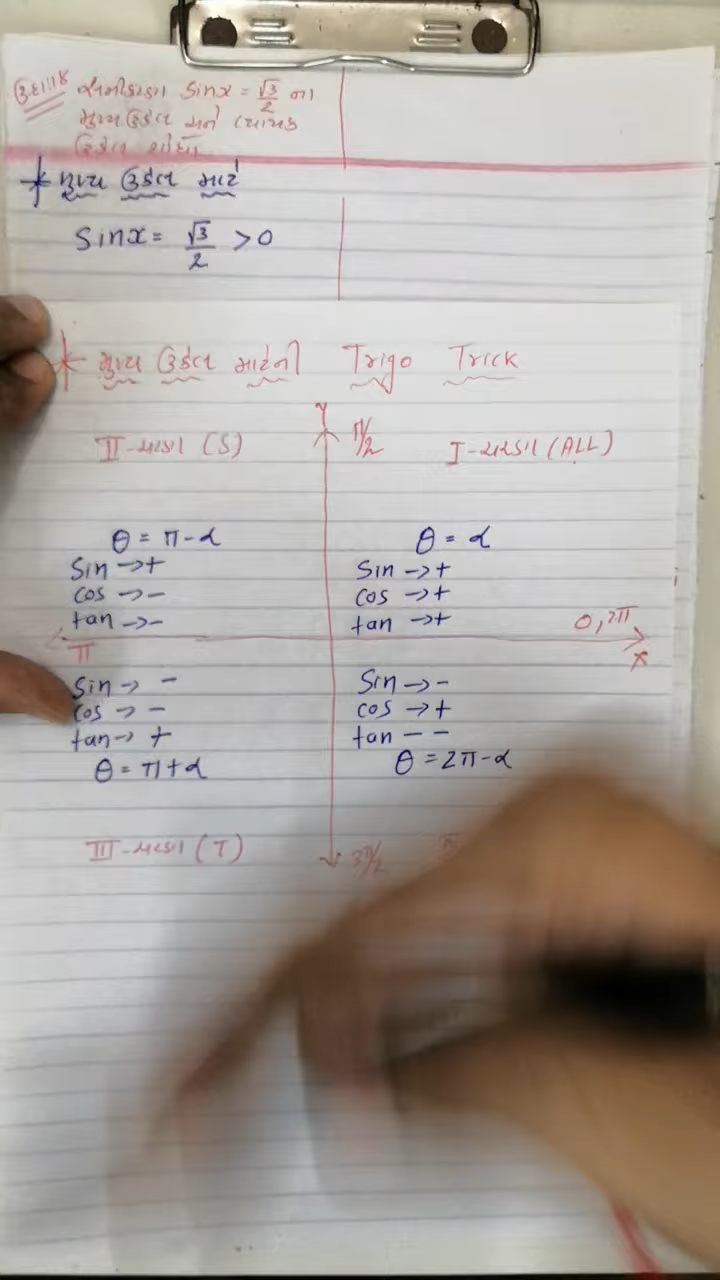 ઉદા.18 સમીકરણ sinx = √3/2 ના
મુખ્ય ઉકેલ અને વ્યાપક
ઉકેલ શોધો
* મુખ્ય ઉકેલ માટે
sinx = √3/2 > 0
* મુખ્ય ઉકેલ માટેની Trigo Trick
Y π/2
II-ચરણ (S) I-ચરણ (ALL)
θ = π-α θ = α
sin → + sin → +
cos → - cos → +
tan → - tan → +
π 0, 2π
X
sin → - sin → -
cos → - cos → +
tan → + tan - -
θ = π+α θ = 2π-α
III-ચરણ (T) 3π/2